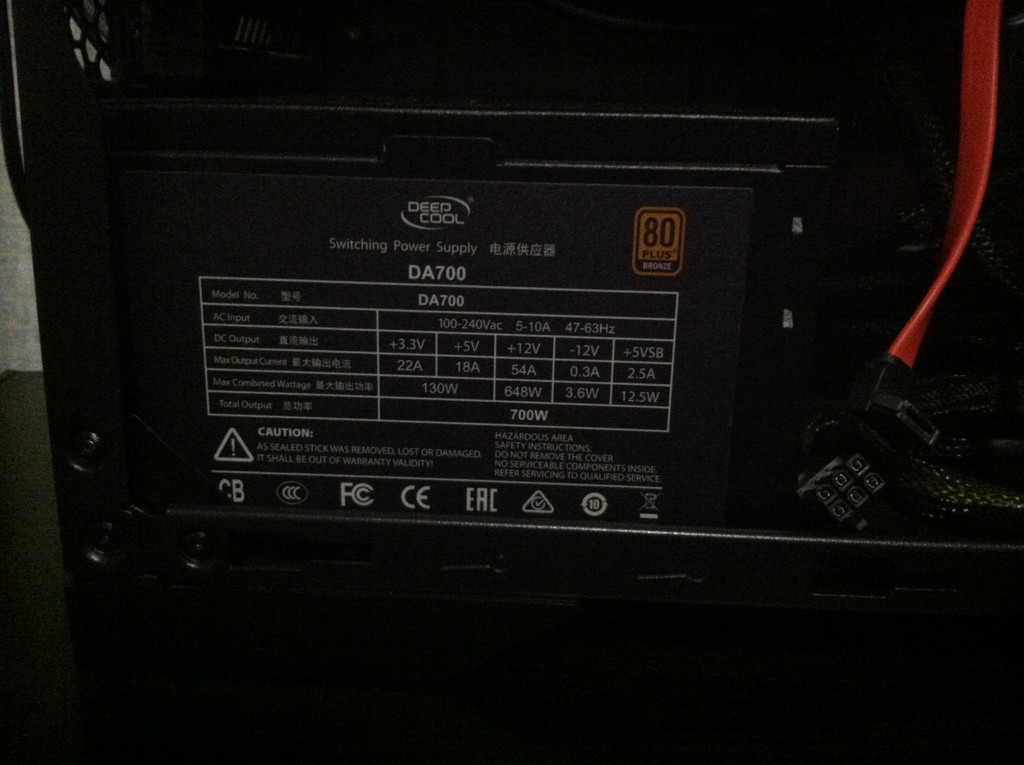 DEEP
COOL
Switching Power Supply 电源供应器
80
PLUS
BRONZE
DA700
Model No. 型号 DA700
AC Input 交流输入 100-240Vac 5-10A 47-63Hz
DC Output 直流输出 +3.3V +5V +12V -12V +5VSB
Max Output Current 最大输出电流 22A 18A 54A 0.3A 2.5A
Max Combined Wattage 最大输出功率 130W 648W 3.6W 12.5W
Total Output 总功率 700W
CAUTION:
AS SEALED STICK WAS REMOVED, LOST OR DAMAGED.
IT SHALL BE OUT OF WARRANTY VALIDITY!
HAZARDOUS AREA
SAFETY INSTRUCTIONS:
DO NOT REMOVE THE COVER
NO SERVICEABLE COMPONENTS INSIDE.
REFER SERVICING TO QUALIFIED SERVICE.
CB CCC FC CE EAC 10